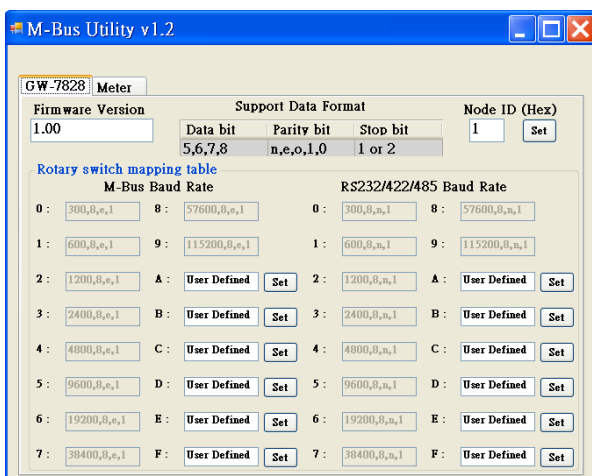 M-Bus Utility v1.2
GW-7828 Meter
Firmware Version Support Data Format Node ID (Hex)
1.00 Data bit Parity bit Stop bit 1 Set
5,6,7,8 n,e,o,1,0 1 or 2
Rotary switch mapping table
M-Bus Baud Rate RS232/422/485 Baud Rate
0 : 300,8,e,1 8 : 57600,8,e,1 0 : 300,8,n,1 8 : 57600,8,n,1
1 : 600,8,e,1 9 : 115200,8,e,1 1 : 600,8,n,1 9 : 115200,8,n,1
2 : 1200,8,e,1 A : User Defined Set 2 : 1200,8,n,1 A : User Defined Set
3 : 2400,8,e,1 B : User Defined Set 3 : 2400,8,n,1 B : User Defined Set
4 : 4800,8,e,1 C : User Defined Set 4 : 4800,8,n,1 C : User Defined Set
5 : 9600,8,e,1 D : User Defined Set 5 : 9600,8,n,1 D : User Defined Set
6 : 19200,8,e,1 E : User Defined Set 6 : 19200,8,n,1 E : User Defined Set
7 : 38400,8,e,1 F : User Defined Set 7 : 38400,8,n,1 F : User Defined Set